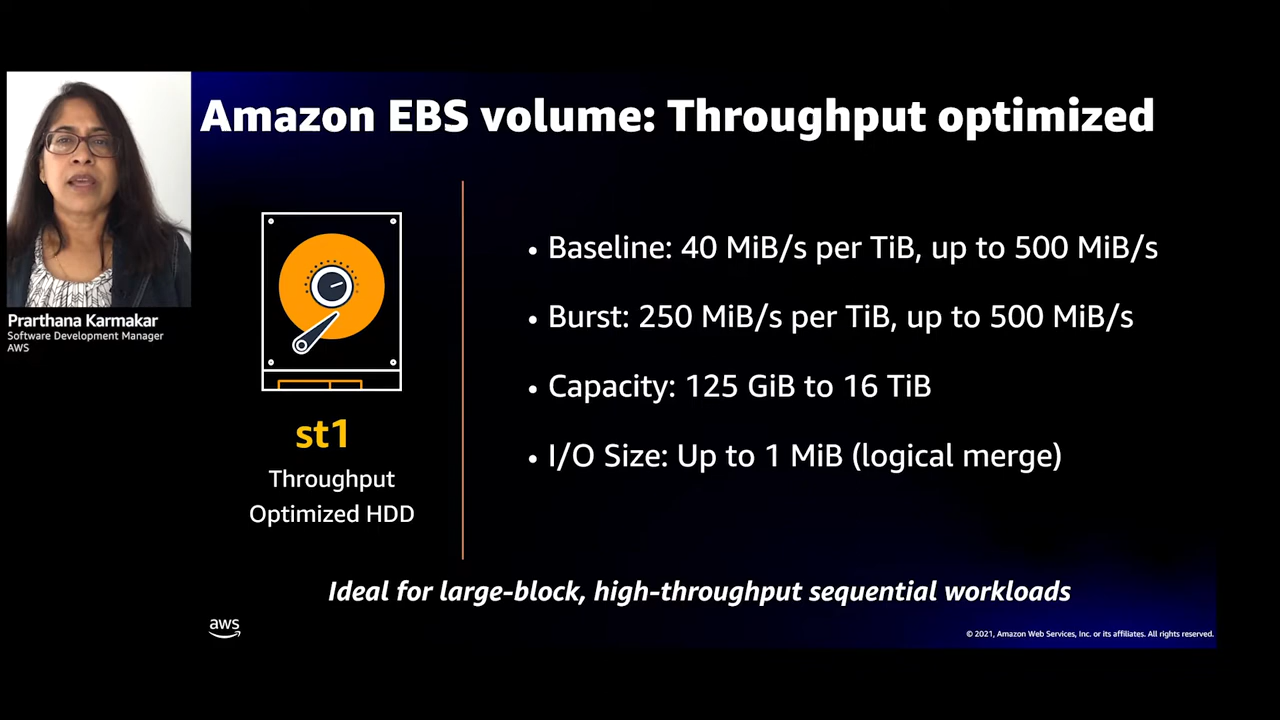 Amazon EBS volume: Throughput optimized
Prarthana Karmakar
Software Development Manager
AWS
st1
Throughput
Optimized HDD
• Baseline: 40 MiB/s per TiB, up to 500 MiB/s
• Burst: 250 MiB/s per TiB, up to 500 MiB/s
• Capacity: 125 GiB to 16 TiB
• I/O Size: Up to 1 MiB (logical merge)
Ideal for large-block, high-throughput sequential workloads
aws
© 2021, Amazon Web Services, Inc. or its affiliates. All rights reserved.